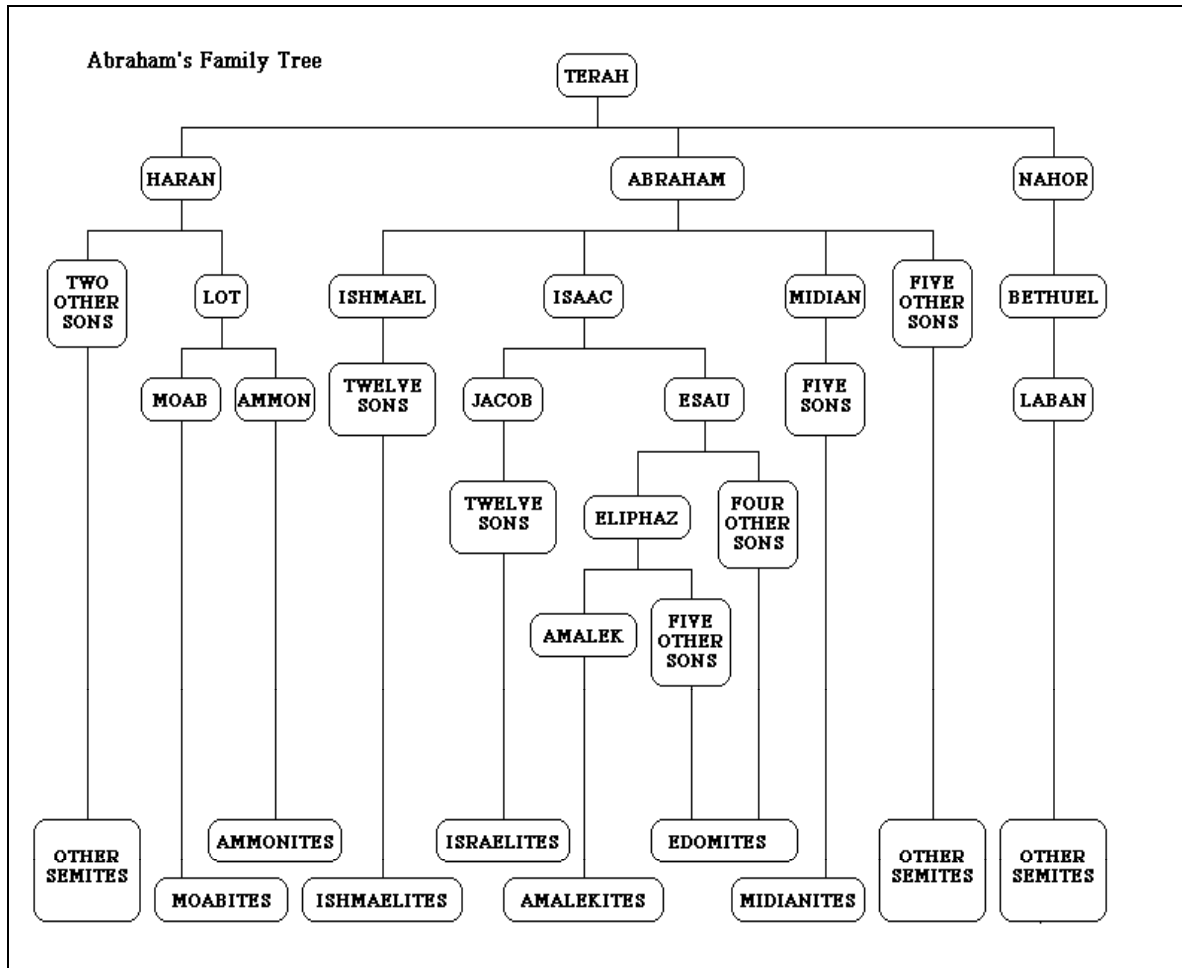 Abraham's Family Tree
TERAH
HARAN
ABRAHAM
NAHOR
TWO
OTHER
SONS
LOT
ISHMAEL
ISAAC
MIDIAN
FIVE
OTHER
SONS
BETHUEL
MOAB
AMMON
TWELVE
SONS
JACOB
ESAU
FIVE
SONS
LABAN
TWELVE
SONS
ELIPHAZ
FOUR
OTHER
SONS
AMALEK
FIVE
OTHER
SONS
OTHER
SEMITES
AMMONITES
ISRAELITES
EDOMITES
OTHER
SEMITES
OTHER
SEMITES
MOABITES
ISHMAELITES
AMALEKITES
MIDIANITES